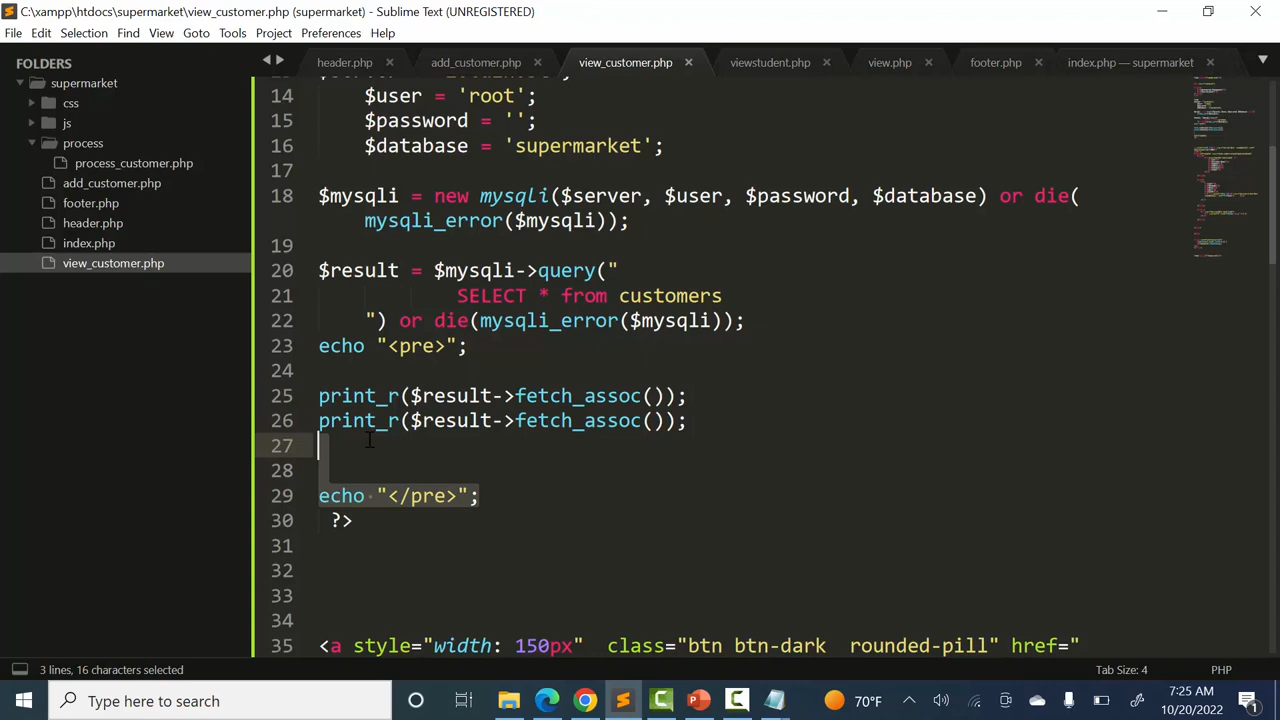 C:\xampp\htdocs\supermarket\view_customer.php (supermarket) - Sublime Text (UNREGISTERED)
File Edit Selection Find View Goto Tools Project Preferences Help
FOLDERS
supermarket
css
js
process
process_customer.php
add_customer.php
footer.php
header.php
index.php
view_customer.php
header.php add_customer.php view_customer.php viewstudent.php view.php footer.php index.php — supermarket
14 $user = 'root';
15 $password = '';
16 $database = 'supermarket';
17
18 $mysqli = new mysqli($server, $user, $password, $database) or die(
mysqli_error($mysqli));
19
20 $result = $mysqli->query("
21 SELECT * from customers
22 ") or die(mysqli_error($mysqli));
23 echo "<pre>";
24
25 print_r($result->fetch_assoc());
26 print_r($result->fetch_assoc());
27
28
29 echo "</pre>";
30 ?>
31
32
33
34
35 <a style="width: 150px" class="btn btn-dark rounded-pill" href="
3 lines, 16 characters selected Tab Size: 4 PHP
Type here to search
70°F
7:25 AM
10/20/2022
1